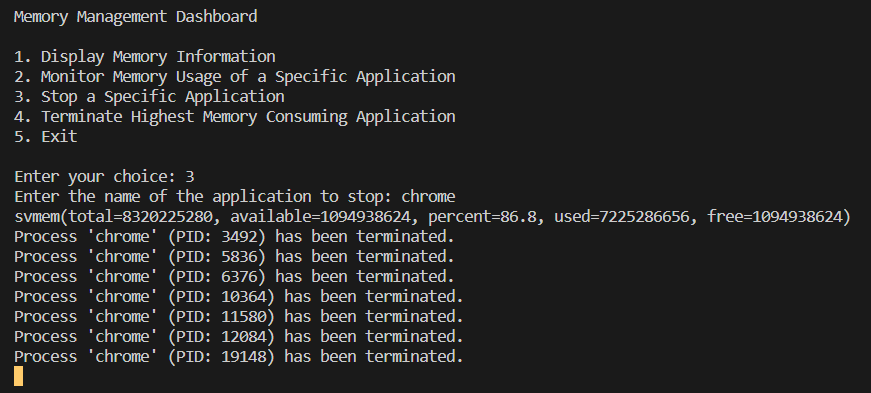 Memory Management Dashboard
1. Display Memory Information
2. Monitor Memory Usage of a Specific Application
3. Stop a Specific Application
4. Terminate Highest Memory Consuming Application
5. Exit
Enter your choice: 3
Enter the name of the application to stop: chrome
svmem(total=8320225280, available=1094938624, percent=86.8, used=7225286656, free=1094938624)
Process 'chrome' (PID: 3492) has been terminated.
Process 'chrome' (PID: 5836) has been terminated.
Process 'chrome' (PID: 6376) has been terminated.
Process 'chrome' (PID: 10364) has been terminated.
Process 'chrome' (PID: 11580) has been terminated.
Process 'chrome' (PID: 12084) has been terminated.
Process 'chrome' (PID: 19148) has been terminated.